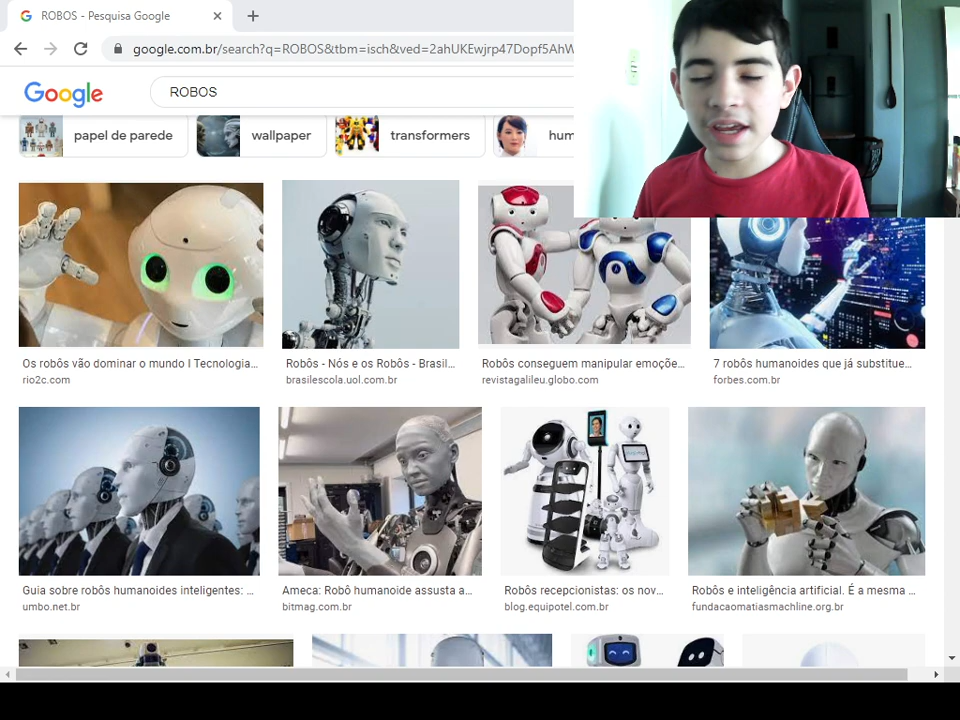 ROBOS - Pesquisa Google
google.com.br/search?q=ROBOS&tbm=isch&ved=2ahUKEwjrp47Dopf5AhW
Google
ROBOS
papel de parede
wallpaper
transformers
hum
Os robôs vão dominar o mundo I Tecnologia...
rio2c.com
Robôs - Nós e os Robôs - Brasil...
brasilescola.uol.com.br
Robôs conseguem manipular emoçõe...
revistagalileu.globo.com
7 robôs humanoides que já substitue...
forbes.com.br
Guia sobre robôs humanoides inteligentes: ...
umbo.net.br
Ameca: Robô humanoide assusta a...
bitmag.com.br
Robôs recepcionistas: os nov...
blog.equipotel.com.br
Robôs e inteligência artificial. É a mesma ...
fundacaomatiasmachline.org.br